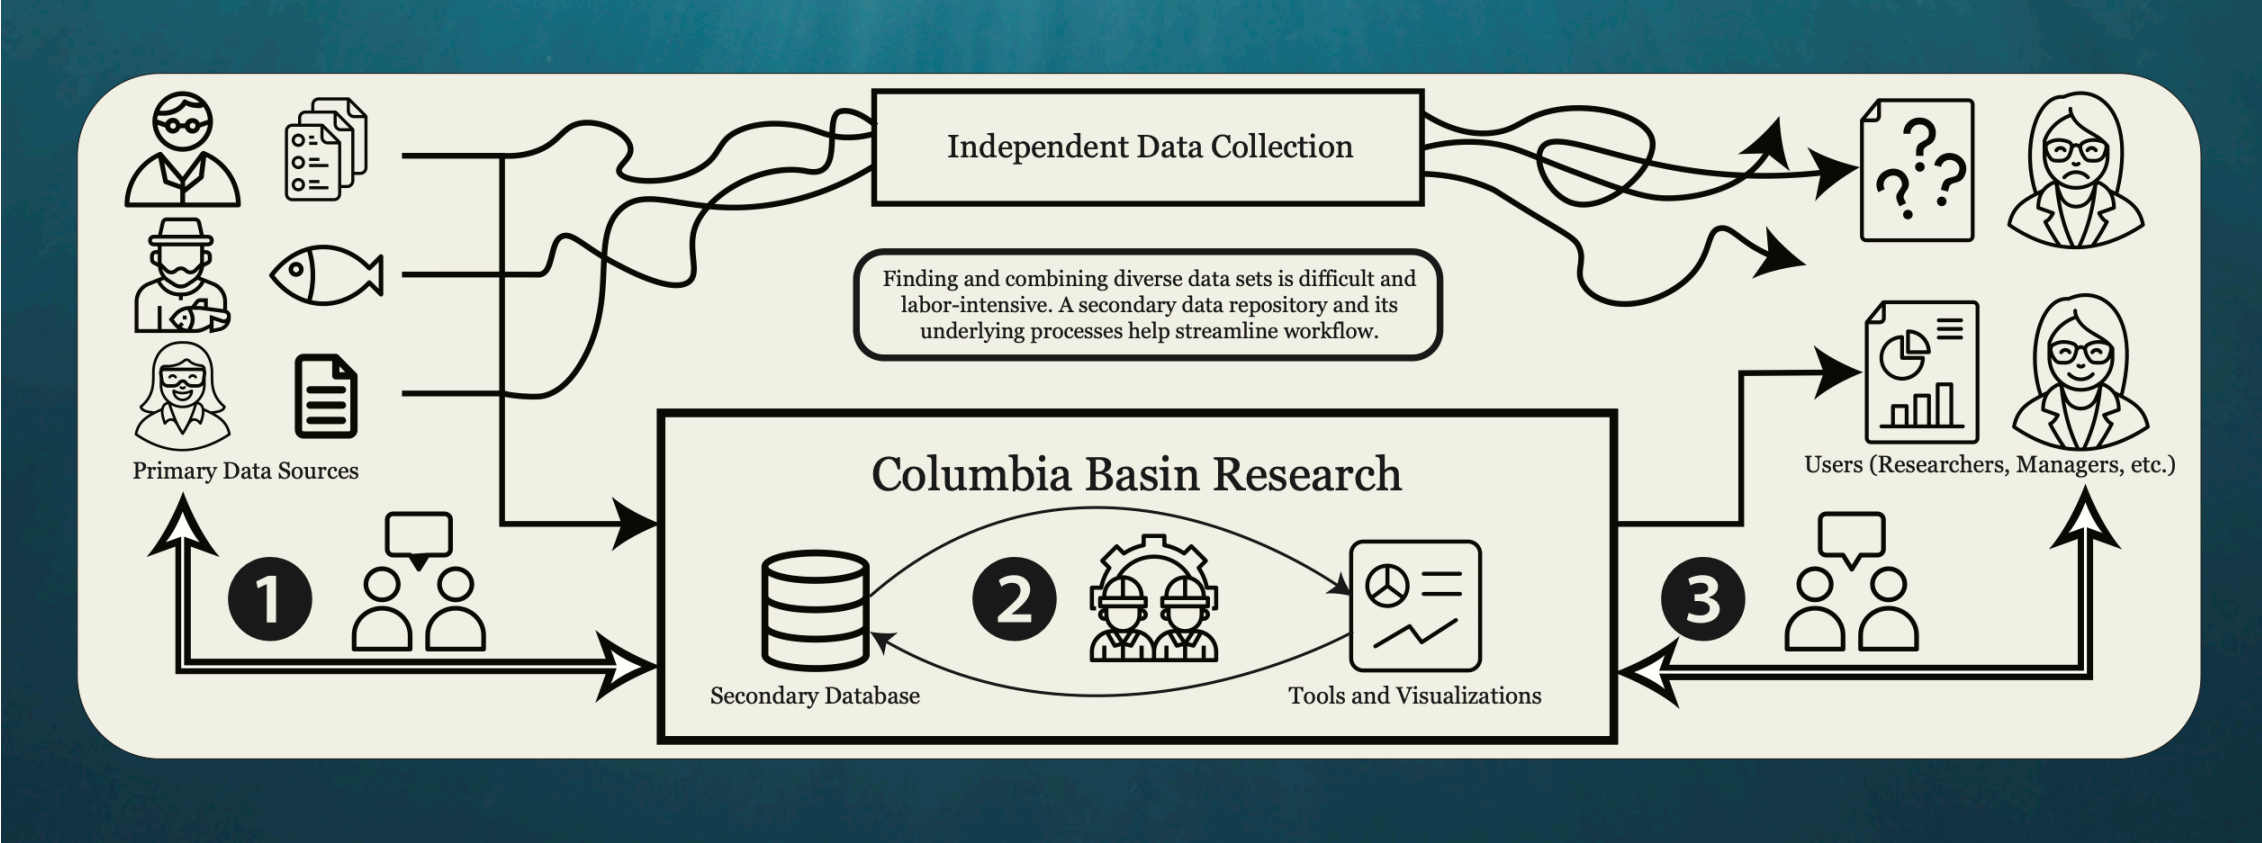 Independent Data Collection
? ? ?
Finding and combining diverse data sets is difficult and
labor-intensive. A secondary data repository and its
underlying processes help streamline workflow.
Primary Data Sources
Users (Researchers, Managers, etc.)
Columbia Basin Research
1
2
3
Secondary Database
Tools and Visualizations